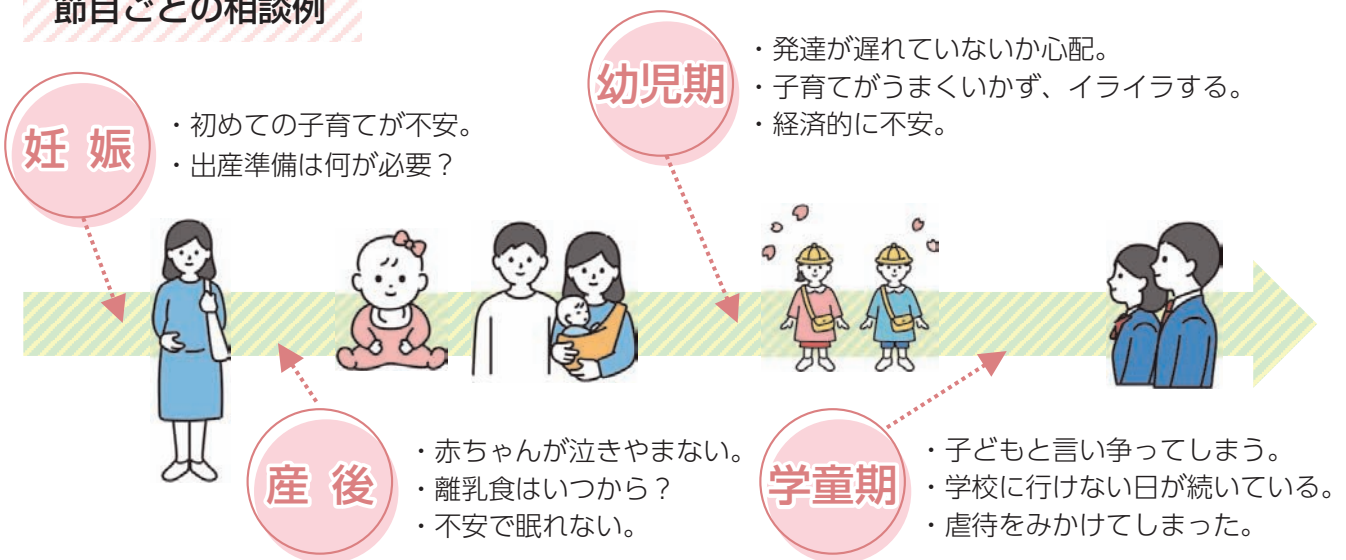 節目ごとの相談例
妊娠
・初めての子育てが不安。
・出産準備は何が必要？
産後
・赤ちゃんが泣きやまない。
・離乳食はいつから？
・不安で眠れない。
幼児期
・発達が遅れていないか心配。
・子育てがうまくいかず、イライラする。
・経済的に不安。
学童期
・子どもと言い争ってしまう。
・学校に行けない日が続いている。
・虐待をみかけてしまった。